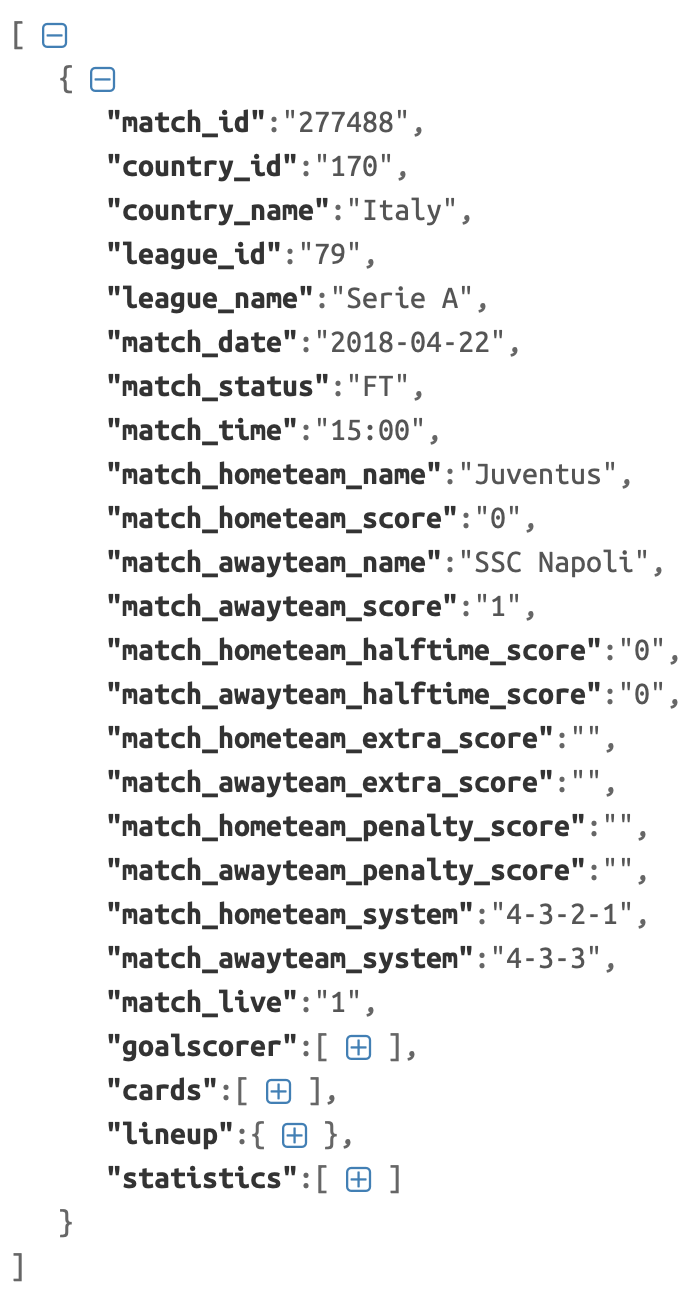 [
{
"match_id":"277488",
"country_id":"170",
"country_name":"Italy",
"league_id":"79",
"league_name":"Serie A",
"match_date":"2018-04-22",
"match_status":"FT",
"match_time":"15:00",
"match_hometeam_name":"Juventus",
"match_hometeam_score":"0",
"match_awayteam_name":"SSC Napoli",
"match_awayteam_score":"1",
"match_hometeam_halftime_score":"0",
"match_awayteam_halftime_score":"0",
"match_hometeam_extra_score":"",
"match_awayteam_extra_score":"",
"match_hometeam_penalty_score":"",
"match_awayteam_penalty_score":"",
"match_hometeam_system":"4-3-2-1",
"match_awayteam_system":"4-3-3",
"match_live":"1",
"goalscorer":[ ],
"cards":[ ],
"lineup":{ },
"statistics":[ ]
}
]